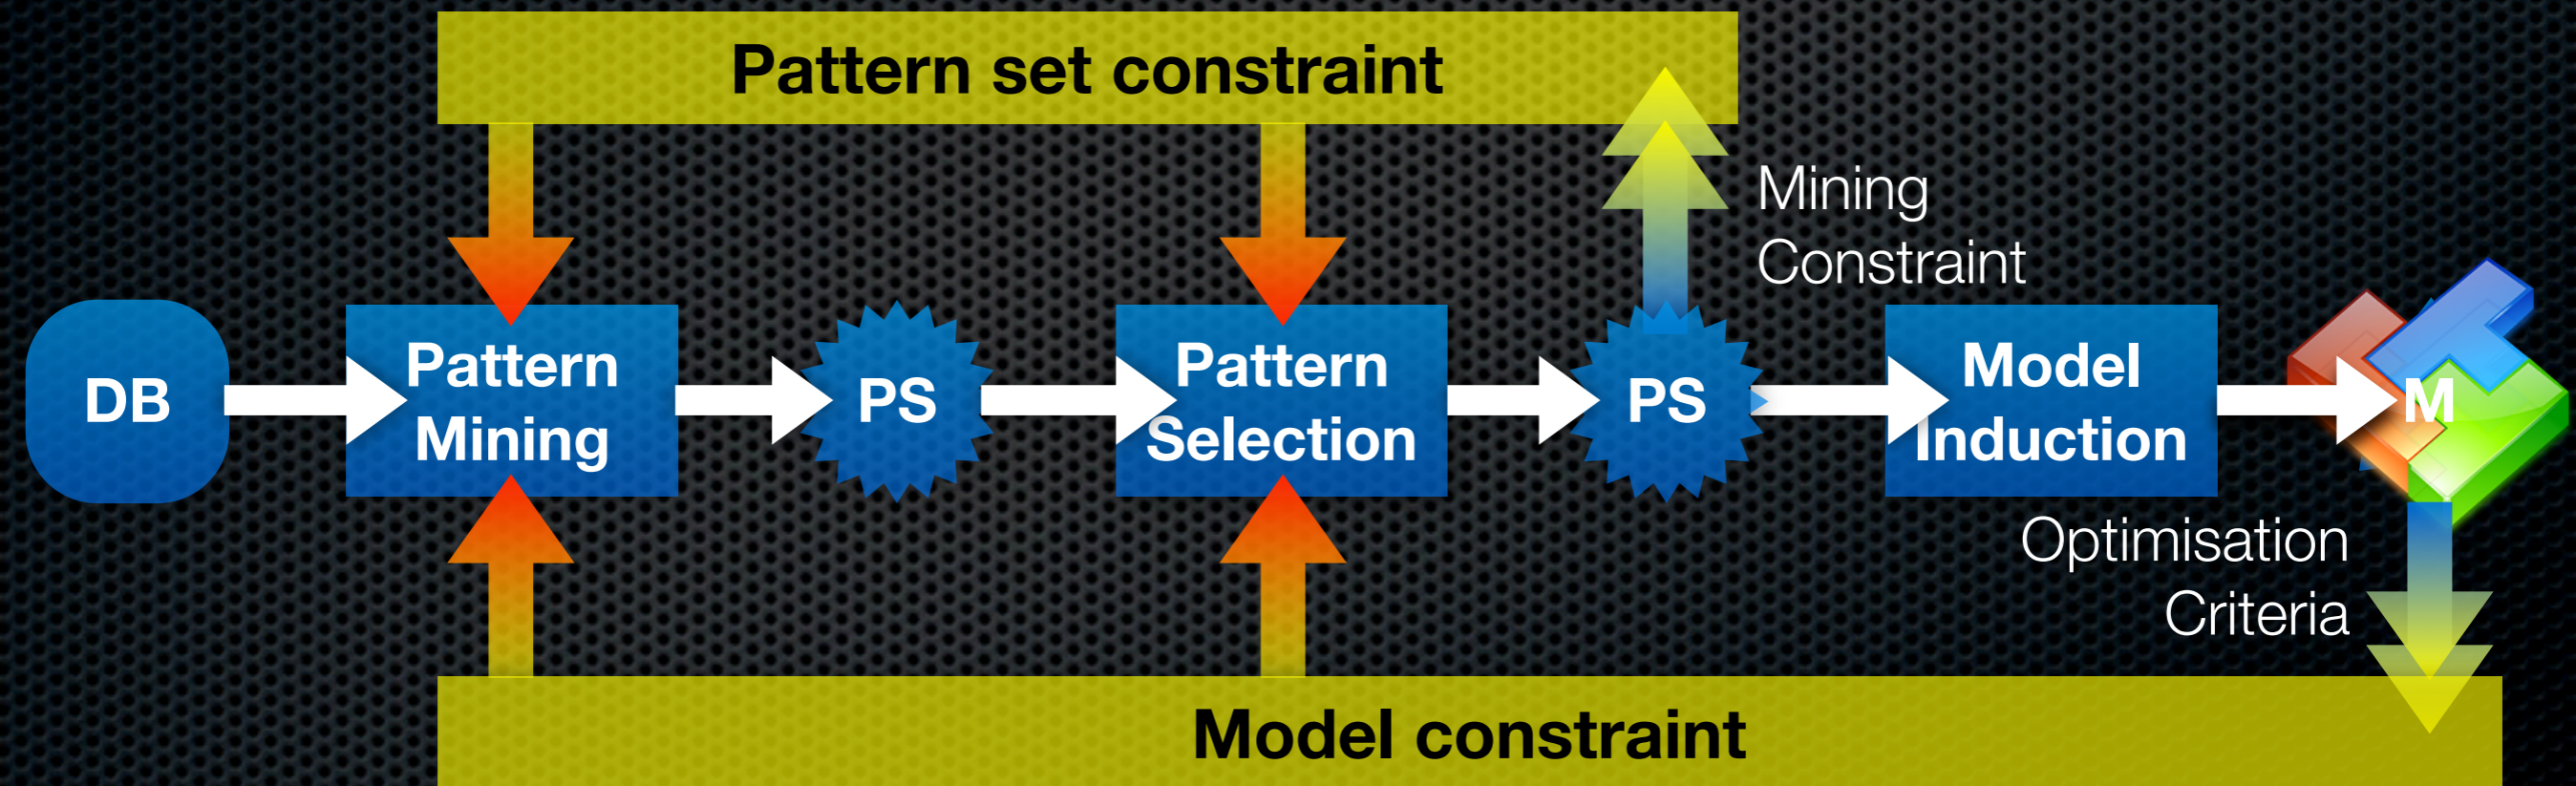 Pattern set constraint
Mining
Constraint
DB
Pattern
Mining
PS
Pattern
Selection
PS
Model
Induction
M
Optimisation
Criteria
Model constraint